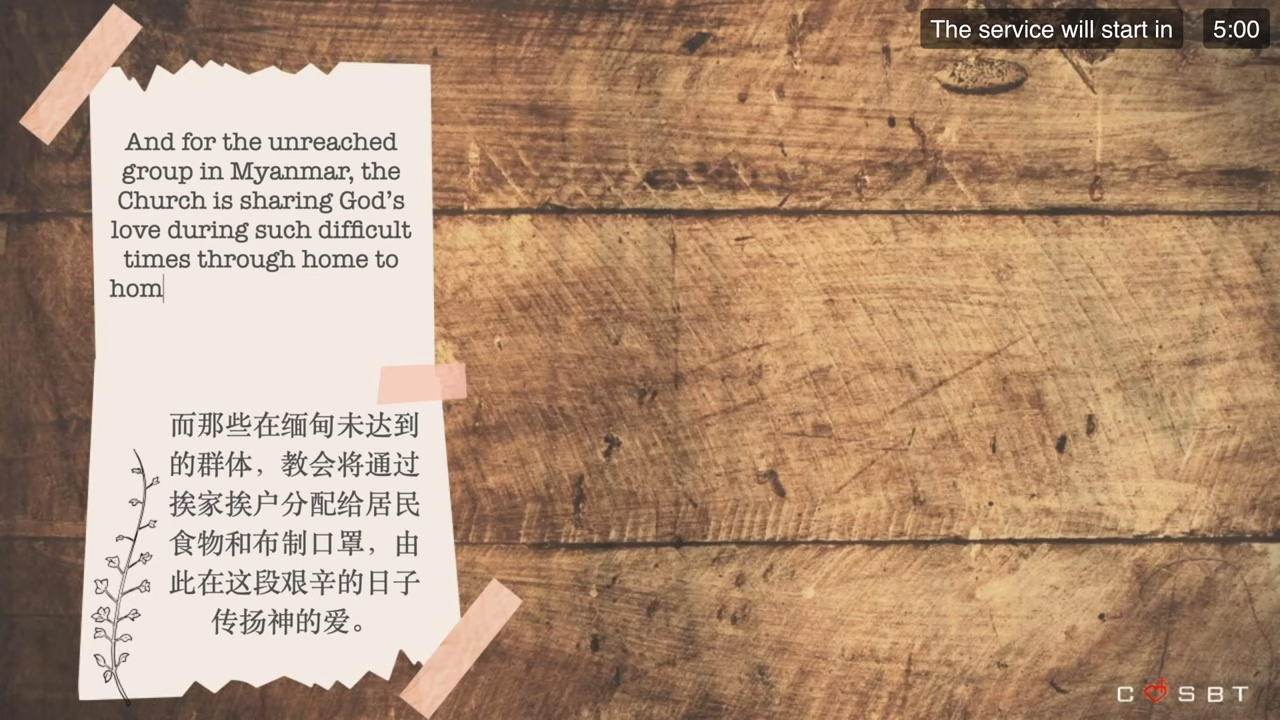 The service will start in 5:00
And for the unreached
group in Myanmar, the
Church is sharing God's
love during such difficult
times through home to
hom
而那些在缅甸未达到
的群体，教会将通过
挨家挨户分配给居民
食物和布制口罩，由
此在这段艰辛的日子
传扬神的爱。
C SBT